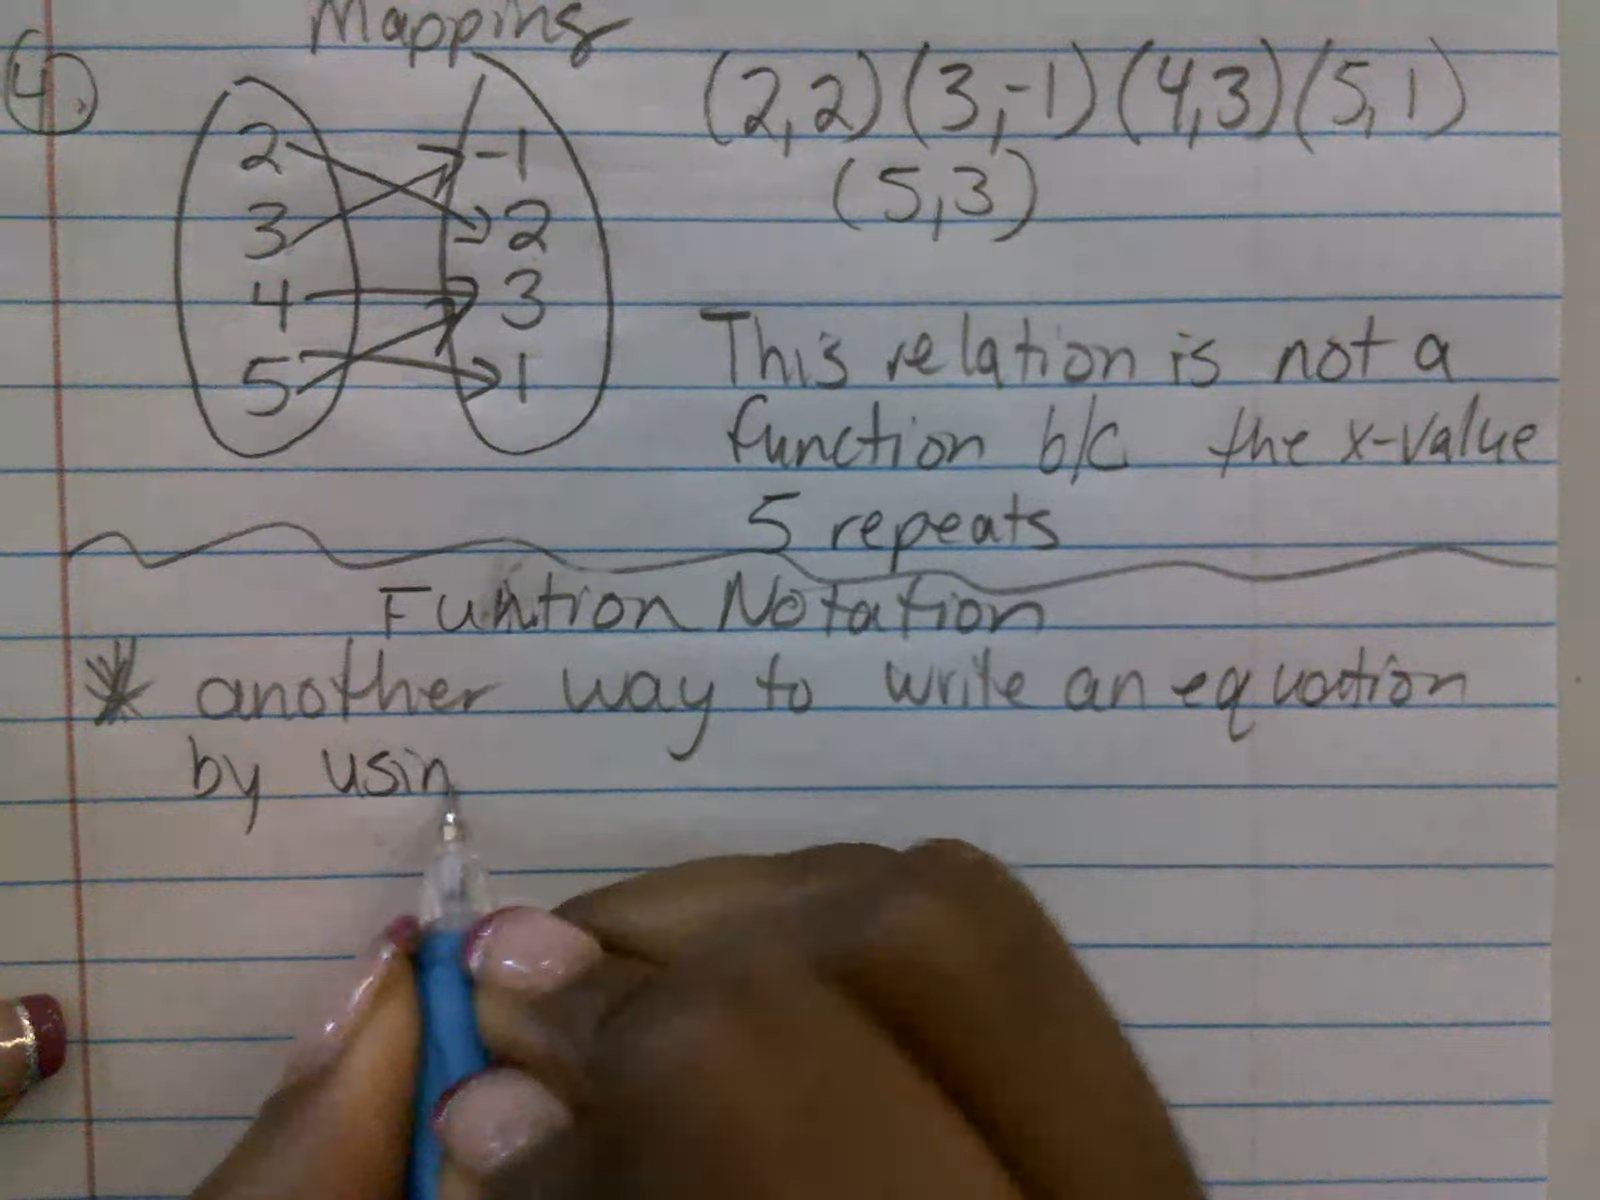 Mapping
4.
2
3
4
5
-1
2
3
1
(2,2) (3,-1) (4,3) (5,1)
(5,3)
This relation is not a
function b/c the x-value
5 repeats
Funtion Notation
* another way to write an equation
by usin